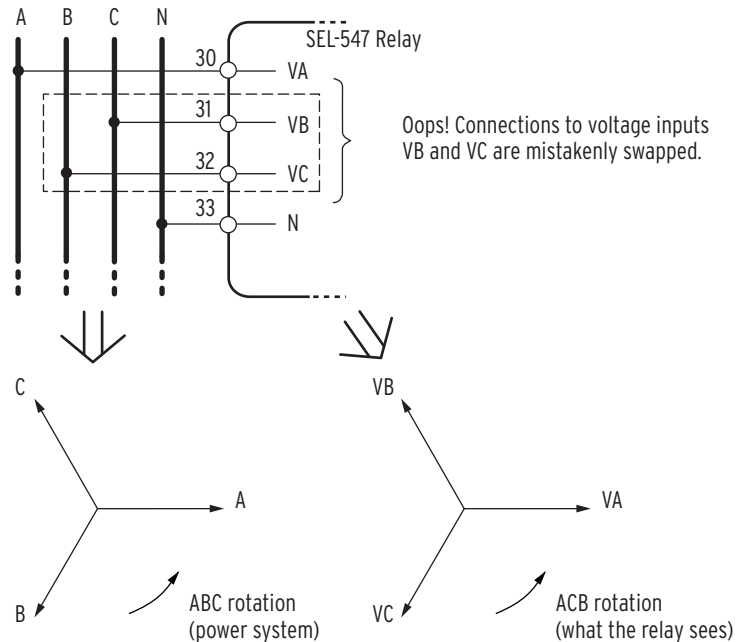 A B C N
SEL-547 Relay
30 VA
31 VB
32 VC
33 N
Oops! Connections to voltage inputs
VB and VC are mistakenly swapped.
C
A
B
ABC rotation
(power system)
VB
VA
VC
ACB rotation
(what the relay sees)